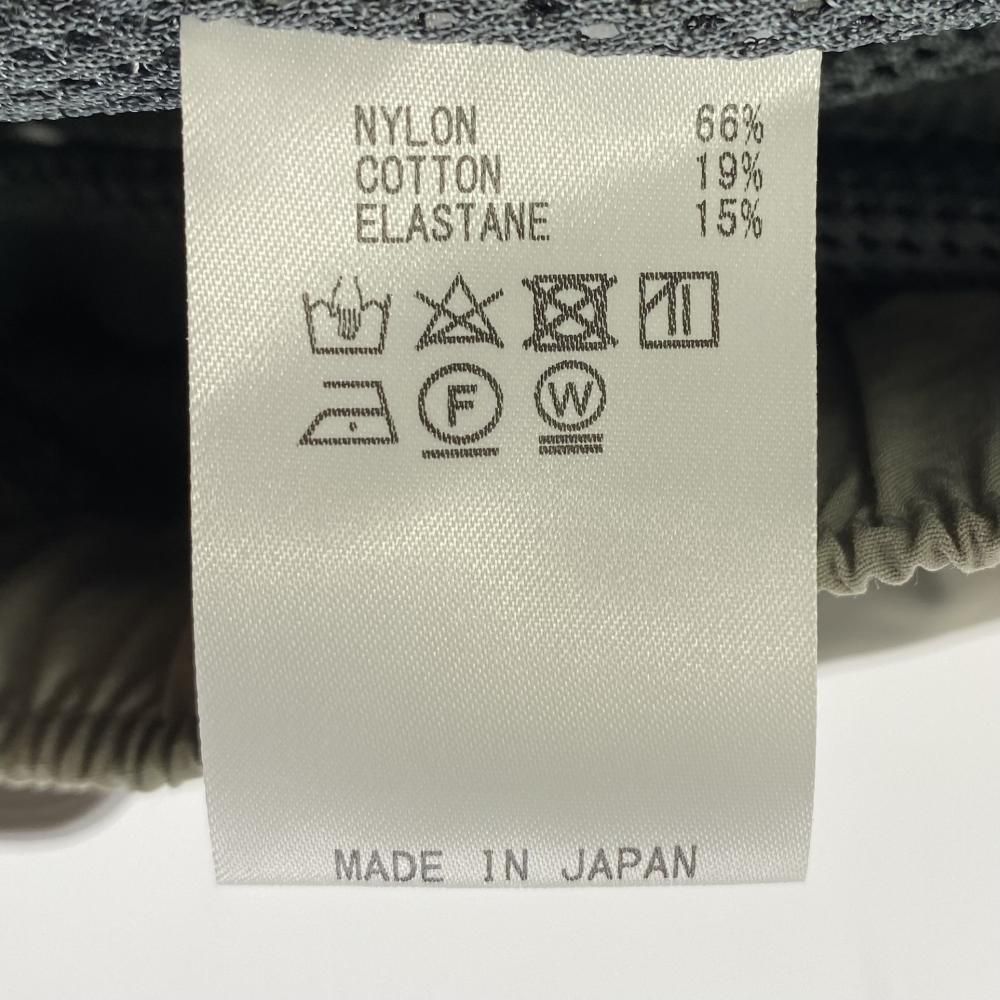 NYLON 66%
COTTON 19%
ELASTANE 15%
F W
MADE IN JAPAN